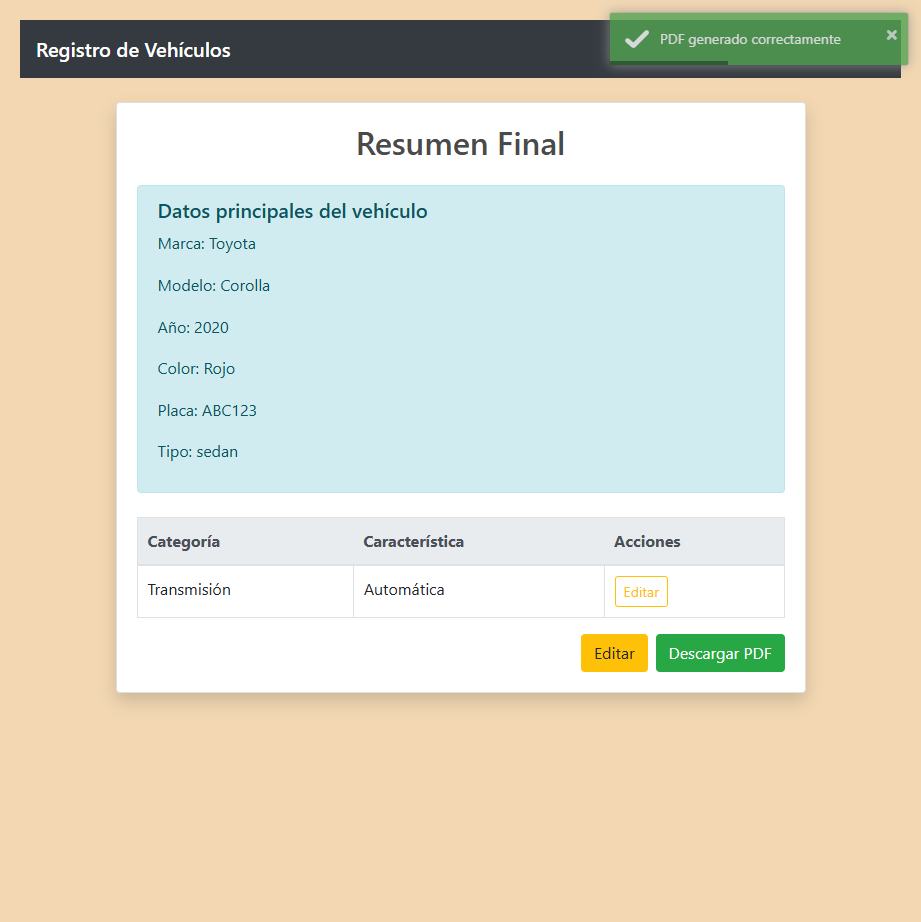 Registro de Vehículos
PDF generado correctamente
×
Resumen Final
Datos principales del vehículo
Marca: Toyota
Modelo: Corolla
Año: 2020
Color: Rojo
Placa: ABC123
Tipo: sedan
Categoría Característica Acciones
Transmisión Automática Editar
Editar Descargar PDF